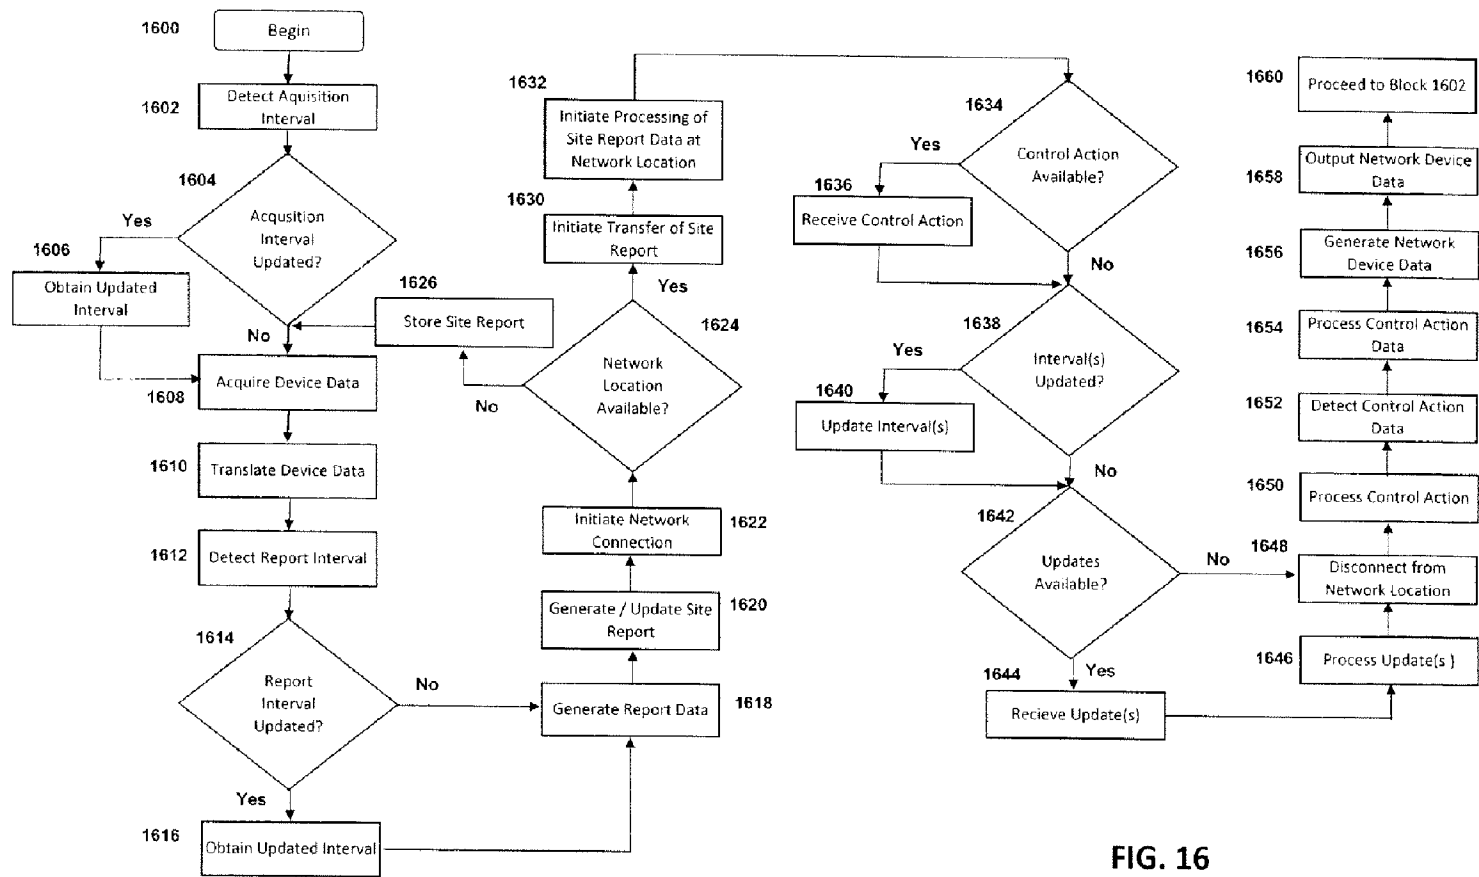 1600
Begin
1602
Detect Aquisition
Interval
1604
Yes
Acqusition
Interval
Updated?
1606
Obtain Updated
Interval
No
1608
Acquire Device Data
1610
Translate Device Data
1612
Detect Report Interval
1614
Report
Interval
Updated?
No
Yes
1616
Obtain Updated Interval
1618
Generate Report Data
1620
Generate / Update Site
Report
1622
Initiate Network
Connection
1624
Network
Location
Available?
No
1626
Store Site Report
Yes
1630
Initiate Transfer of Site
Report
1632
Initiate Processing of
Site Report Data at
Network Location
1634
Control Action
Available?
Yes
1636
Receive Control Action
No
1638
Interval(s)
Updated?
Yes
1640
Update Interval(s)
No
1642
Updates
Available?
No
Yes
1644
Recieve Update(s)
1646
Process Update(s )
1648
Disconnect from
Network Location
1650
Process Control Action
1652
Detect Control Action
Data
1654
Process Control Action
Data
1656
Generate Network
Device Data
1658
Output Network Device
Data
1660
Proceed to Block 1602
FIG. 16